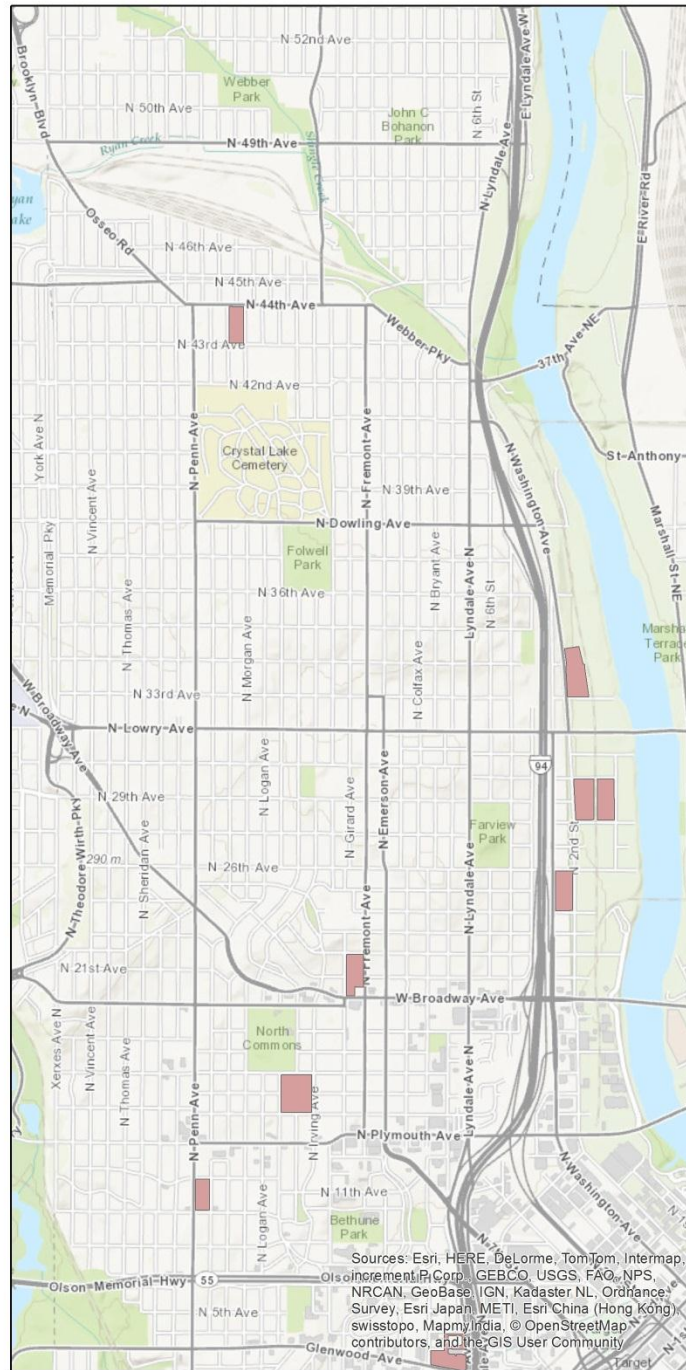 N 52nd Ave
Brooklyn Blvd
Webber
Park
N 50th Ave
John C
Bohanon
Park
N 6th St
E Lyndale Ave W
N Lyndale Ave
Ryan Creek
Shingle Creek
N 49th Ave
E River Rd
Osseo Rd
N 46th Ave
N 45th Ave
N 44th Ave
Webber Pky
N 43rd Ave
37th Ave NE
N 42nd Ave
York Ave N
N Vincent Ave
N Penn Ave
Crystal Lake
Cemetery
N Fremont Ave
N 39th Ave
N Washington Ave
St Anthony
N Dowling Ave
Memorial Pky
Folwell
Park
N Bryant Ave
Lyndale Ave N
N 6th St
Marshall St NE
N 36th Ave
N Thomas Ave
N Morgan Ave
N Colfax Ave
Terrace
Park
N 33rd Ave
W Broadway Ave
N Lowry Ave
94
N 29th Ave
N Logan Ave
N Girard Ave
N Emerson Ave
Farview
Park
N 2nd St
290 m
N Theodore Wirth Pky
N Sheridan Ave
N 26th Ave
N Lyndale Ave
N Fremont Ave
N 21st Ave
W Broadway Ave
Xerxes Ave N
N Vincent Ave
N Thomas Ave
North
Commons
Lyndale Ave N
N Penn Ave
N Irving Ave
N Plymouth Ave
N Washington Ave
N Logan Ave
N 11th Ave
Bethune
Park
N 7th
Olson Memorial Hwy
55
N 5th Ave
Glenwood Ave
Target
Sources: Esri, HERE, DeLorme, TomTom, Intermap,
increment P Corp., GEBCO, USGS, FAO, NPS,
NRCAN, GeoBase, IGN, Kadaster NL, Ordnance
Survey, Esri Japan, METI, Esri China (Hong Kong),
swisstopo, MapmyIndia, © OpenStreetMap
contributors, and the GIS User Community